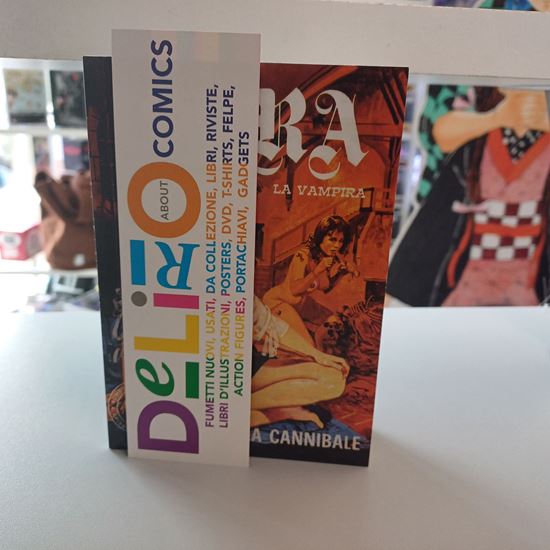 DeLiRiO
ABOUT
COMICS
FUMETTI NUOVI, USATI, DA COLLEZIONE, LIBRI, RIVISTE,
LIBRI D'ILLUSTRAZIONI, POSTERS, DVD, T-SHIRTS, FELPE,
ACTION FIGURES, PORTACHIAVI, GADGETS
RA
LA VAMPIRA
A CANNIBALE